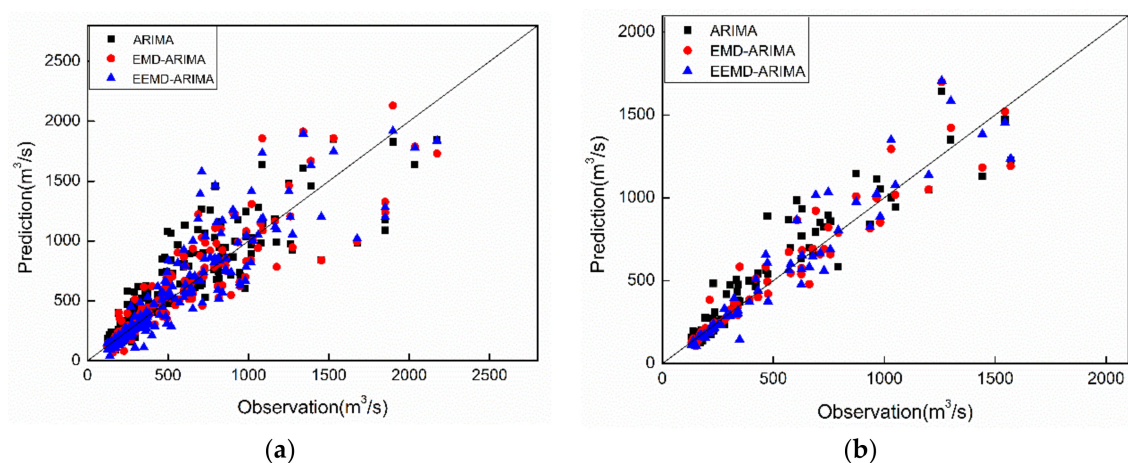 ARIMA
EMD-ARIMA
EEMD-ARIMA
Prediction(m³/s)
2500
2000
1500
1000
500
0
0 500 1000 1500 2000 2500
Observation(m³/s)
(a)
ARIMA
EMD-ARIMA
EEMD-ARIMA
Prediction(m³/s)
2000
1500
1000
500
0
0 500 1000 1500 2000
Observation(m³/s)
(b)